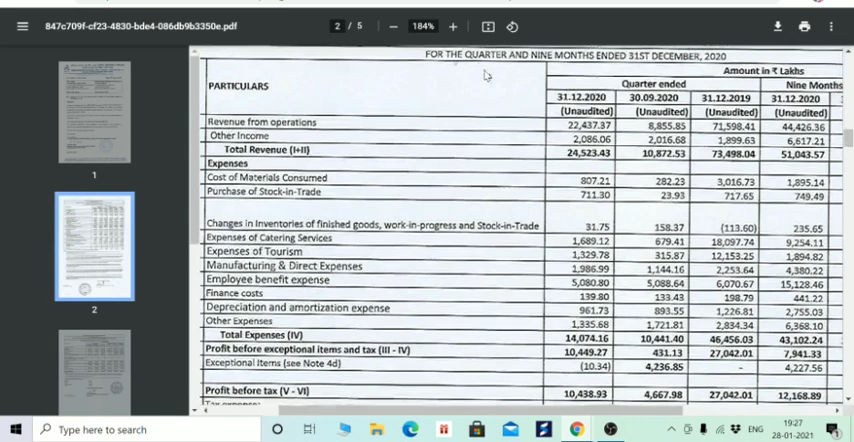 847c709f-cf23-4830-bde4-086db9b3350e.pdf 2 / 5 184%
FOR THE QUARTER AND NINE MONTHS ENDED 31ST DECEMBER, 2020
Amount in ₹ Lakhs
PARTICULARS Quarter ended Nine Months
31.12.2020 30.09.2020 31.12.2019 31.12.2020
(Unaudited) (Unaudited) (Unaudited) (Unaudited)
Revenue from operations 22,437.37 8,855.85 71,598.41 44,426.36
Other Income 2,086.06 2,016.68 1,899.63 6,617.21
Total Revenue (I+II) 24,523.43 10,872.53 73,498.04 51,043.57
Expenses
Cost of Materials Consumed 807.21 282.23 3,016.73 1,895.14
Purchase of Stock-in-Trade 711.30 23.93 717.65 749.49
Changes in Inventories of finished goods, work-in-progress and Stock-in-Trade 31.75 158.37 (113.60) 235.65
Expenses of Catering Services 1,689.12 679.41 18,097.74 9,254.11
Expenses of Tourism 1,329.78 315.87 12,153.25 1,894.82
Manufacturing & Direct Expenses 1,986.99 1,144.16 2,253.64 4,380.22
Employee benefit expense 5,080.80 5,088.64 6,070.67 15,128.46
Finance costs 139.80 133.43 198.79 441.22
Depreciation and amortization expense 961.73 893.55 1,226.81 2,755.03
Other Expenses 1,335.68 1,721.81 2,834.34 6,368.10
Total Expenses (IV) 14,074.16 10,441.40 46,456.03 43,102.24
Profit before exceptional items and tax (III - IV) 10,449.27 431.13 27,042.01 7,941.33
Exceptional Items (see Note 4d) (10.34) 4,236.85 - 4,227.56
Profit before tax (V - VI) 10,438.93 4,667.98 27,042.01 12,168.89
1
2
Type here to search
ENG
19:27
28-01-2021